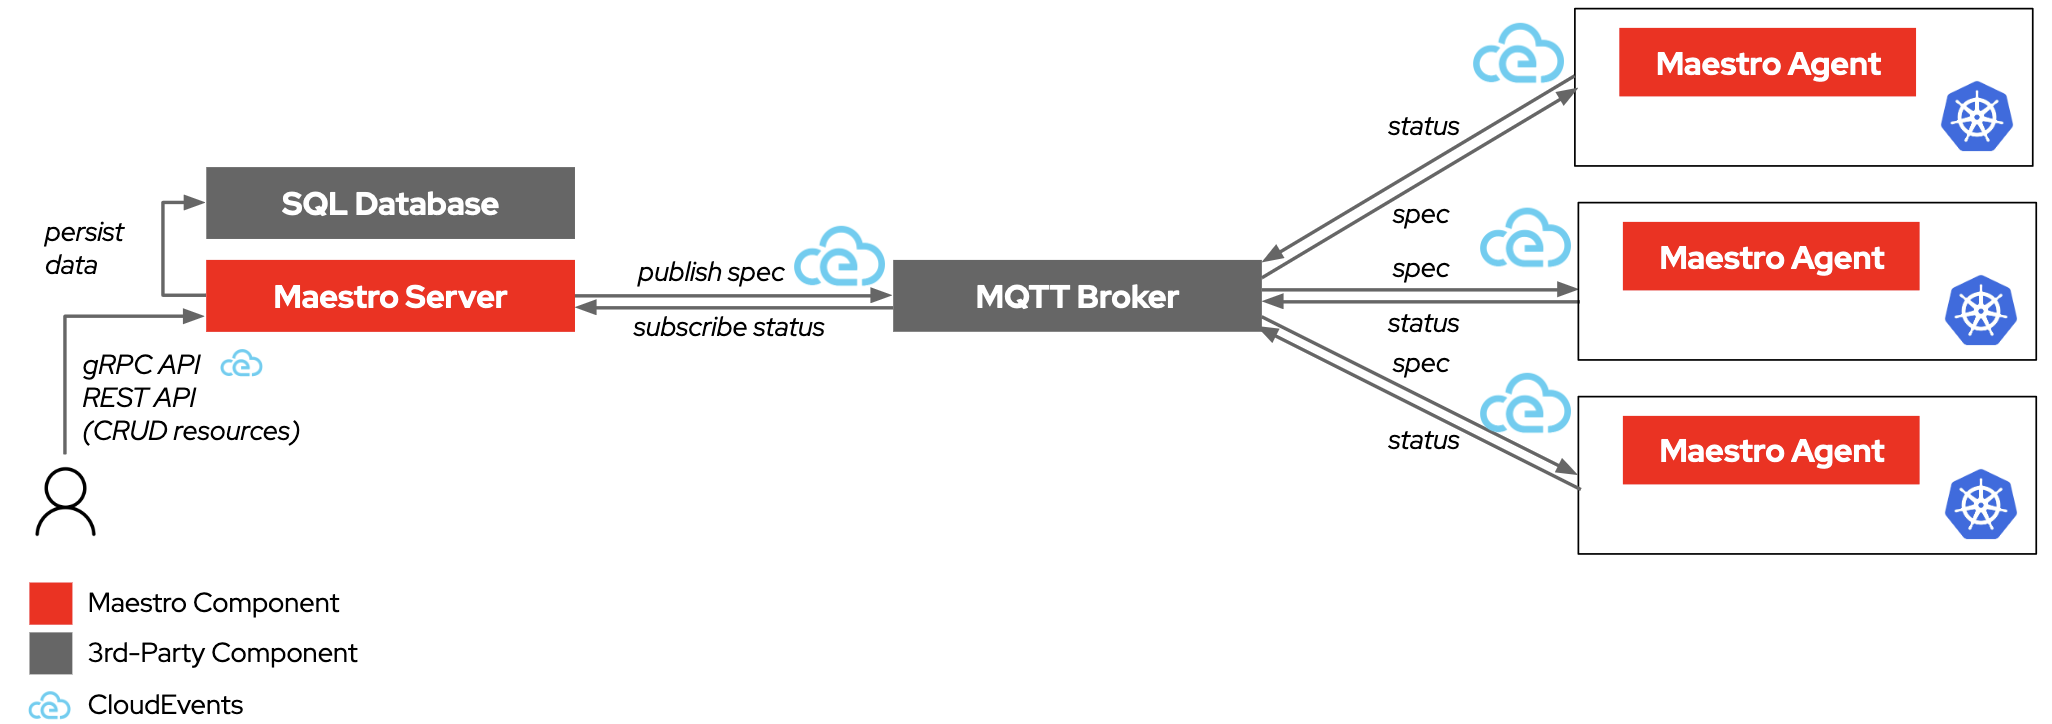 Maestro Agent
status
SQL Database
persist
data
spec
publish spec
Maestro Server
MQTT Broker
subscribe status
spec
Maestro Agent
status
gRPC API
REST API
(CRUD resources)
spec
status
Maestro Agent
Maestro Component
3rd-Party Component
CloudEvents